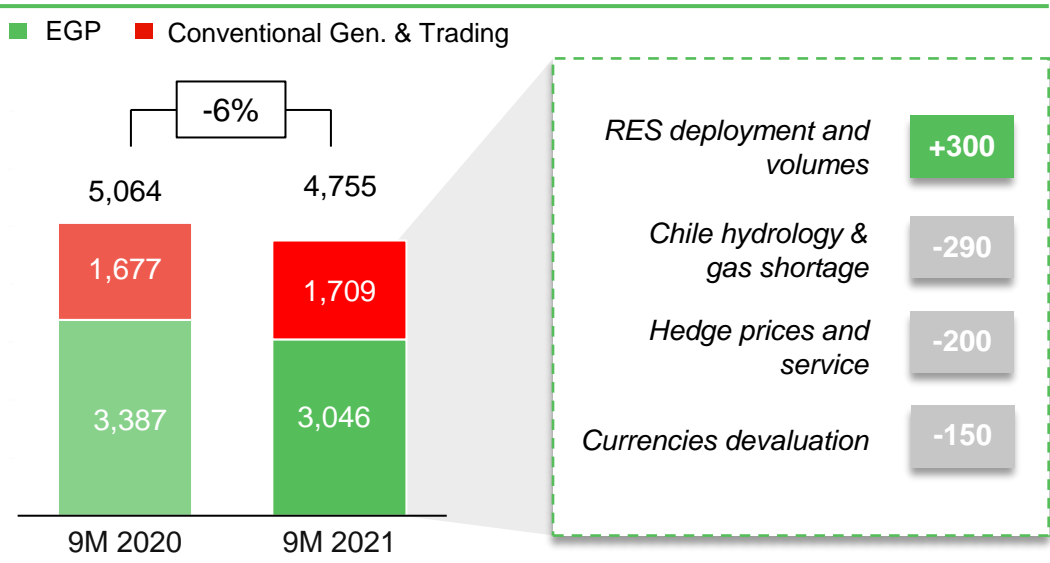 EGP
Conventional Gen. & Trading
-6%
5,064
4,755
1,677
1,709
3,387
3,046
9M 2020
9M 2021
RES deployment and
volumes
+300
Chile hydrology &
gas shortage
-290
Hedge prices and
service
-200
Currencies devaluation
-150